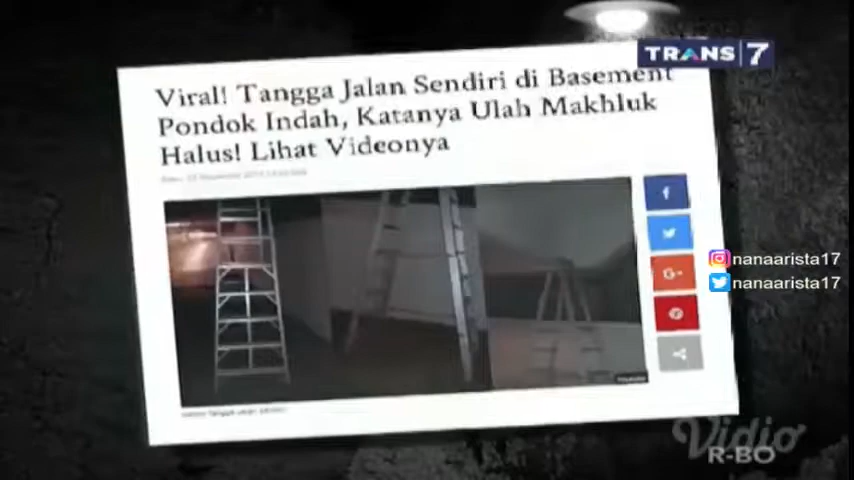 TRANS 7
Viral! Tangga Jalan Sendiri di Basement
Pondok Indah, Katanya Ulah Makhluk
Halus! Lihat Videonya
f
G+
nanaarista17
nanaarista17
Vidio
R-BO